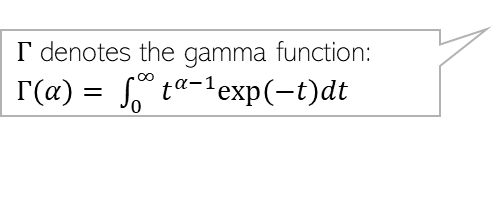 Γ denotes the gamma function:
Γ(α) = ∫₀^∞ t^{α−1}exp(−t)dt